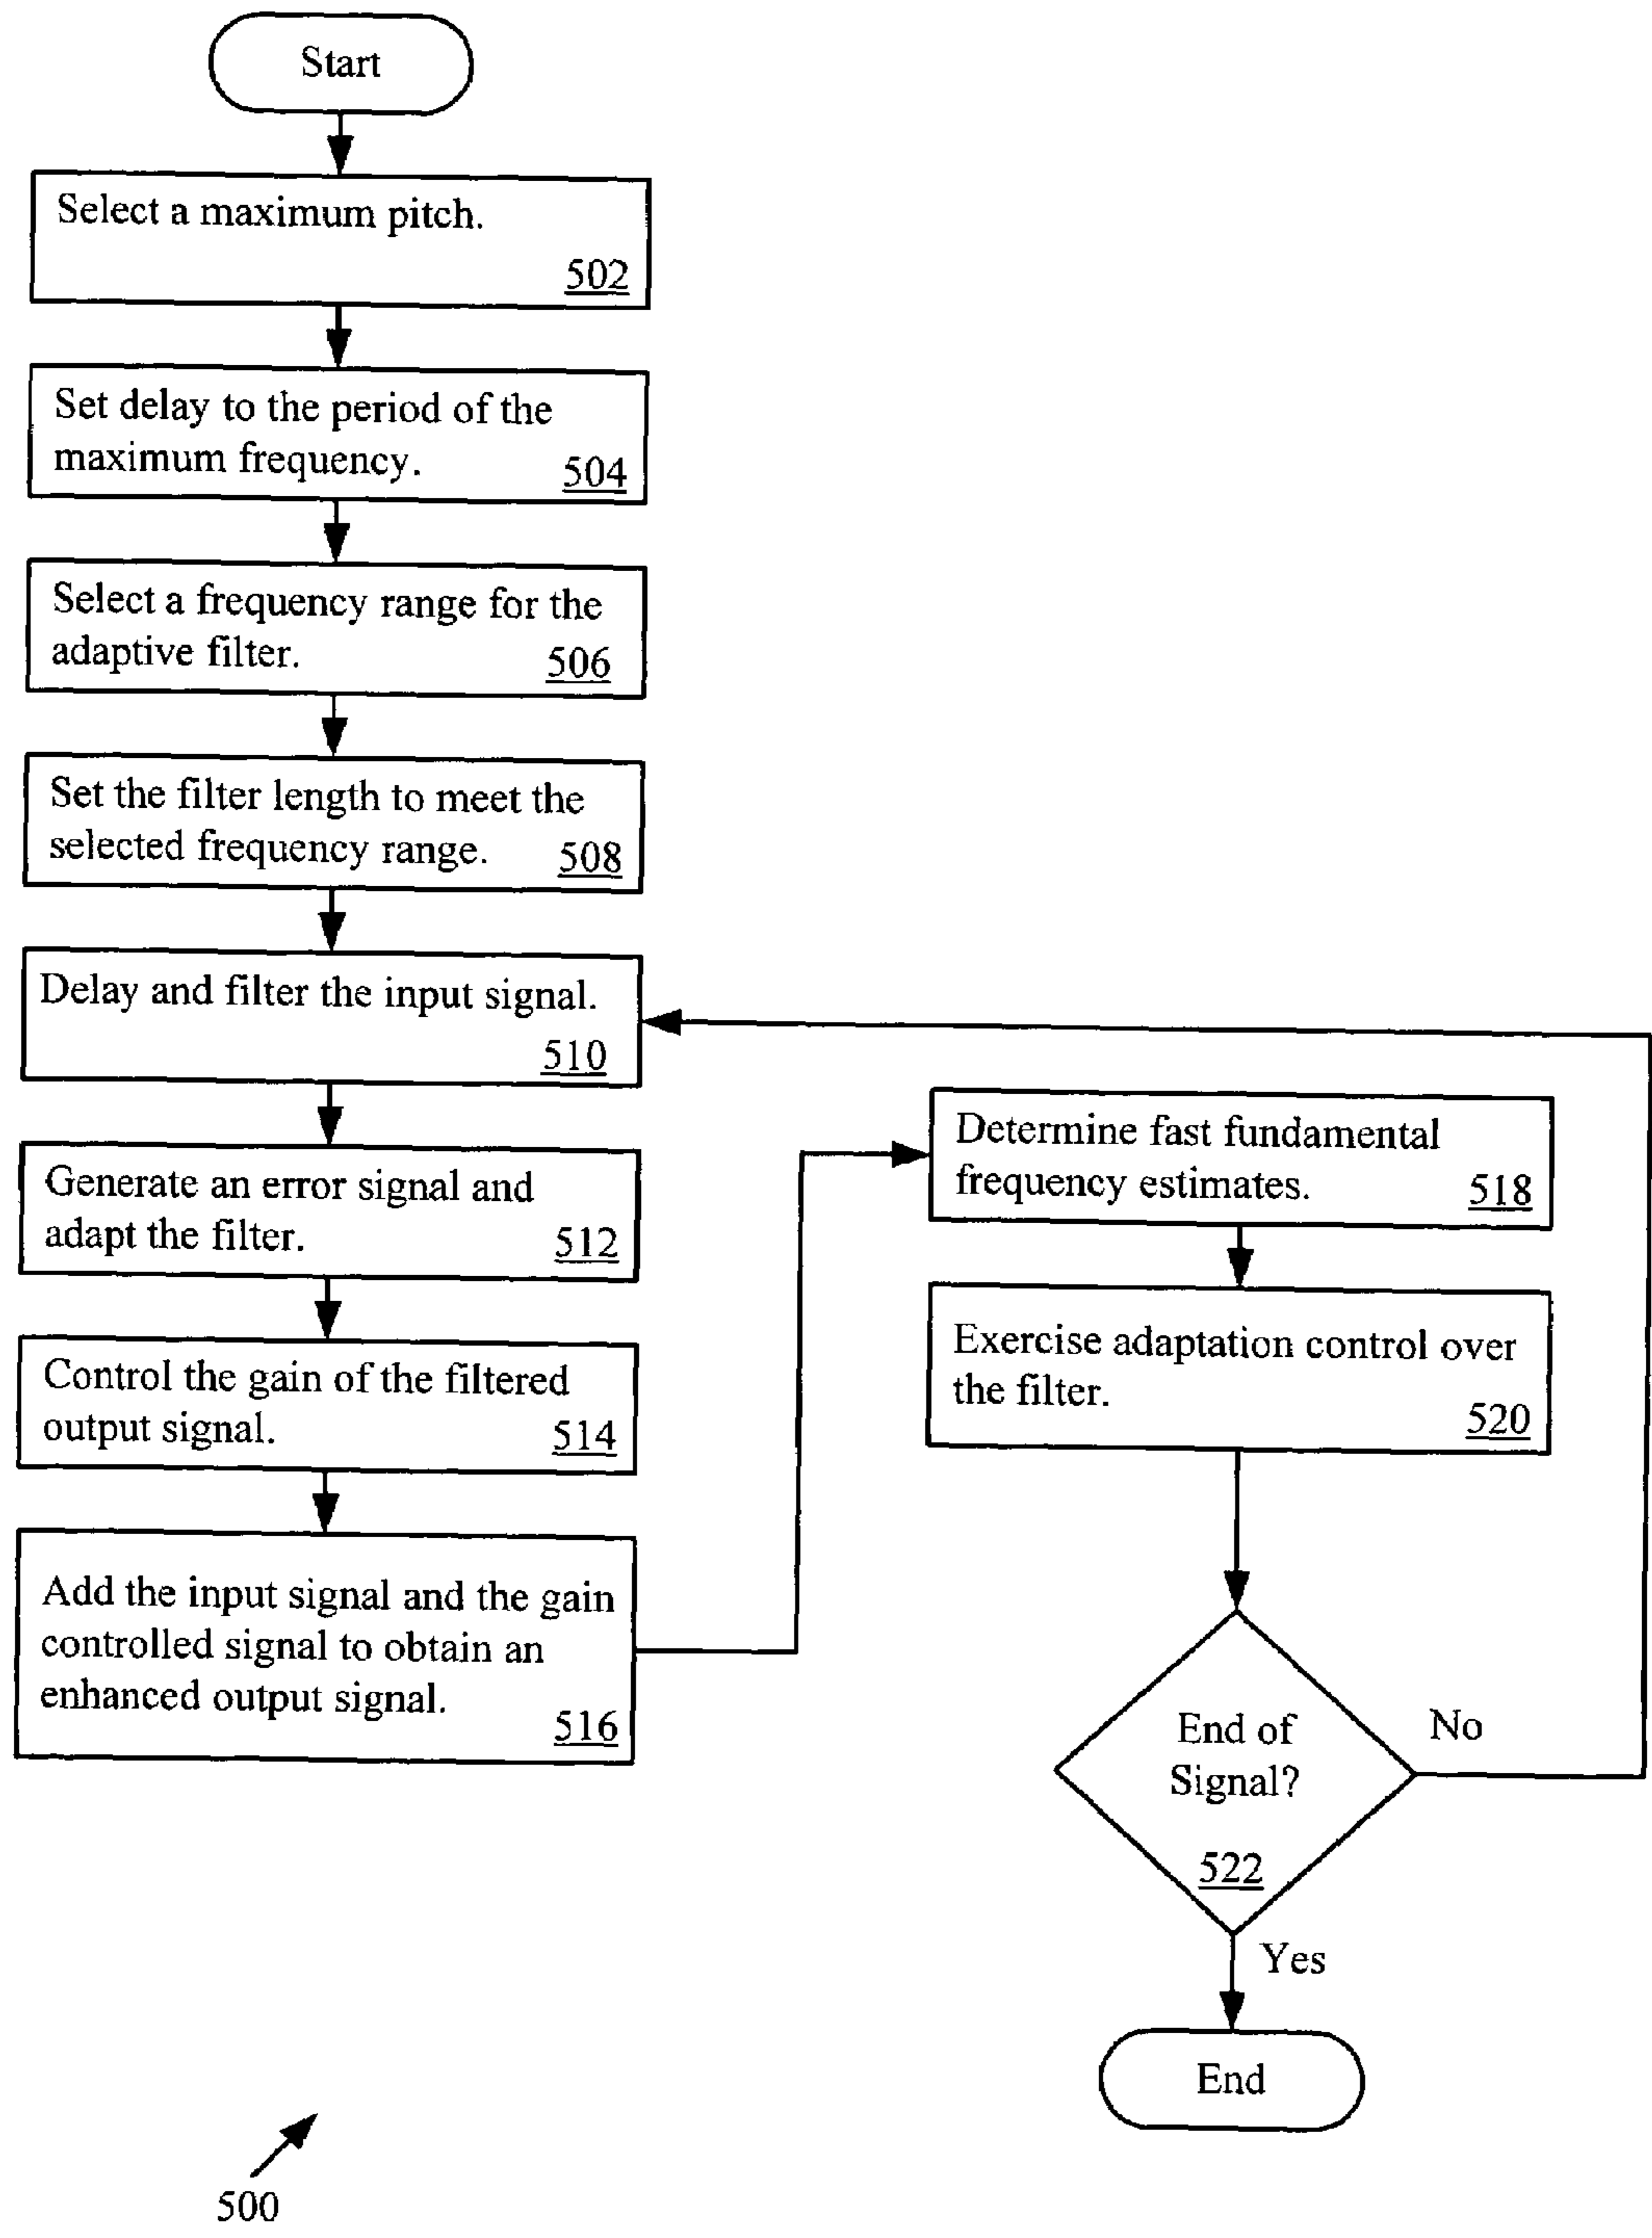 Start
Select a maximum pitch.
502
Set delay to the period of the
maximum frequency.
504
Select a frequency range for the
adaptive filter.
506
Set the filter length to meet the
selected frequency range.
508
Delay and filter the input signal.
510
Generate an error signal and
adapt the filter.
512
Control the gain of the filtered
output signal.
514
Add the input signal and the gain
controlled signal to obtain an
enhanced output signal.
516
Determine fast fundamental
frequency estimates.
518
Exercise adaptation control over
the filter.
520
End of
Signal?
522
No
Yes
End
500